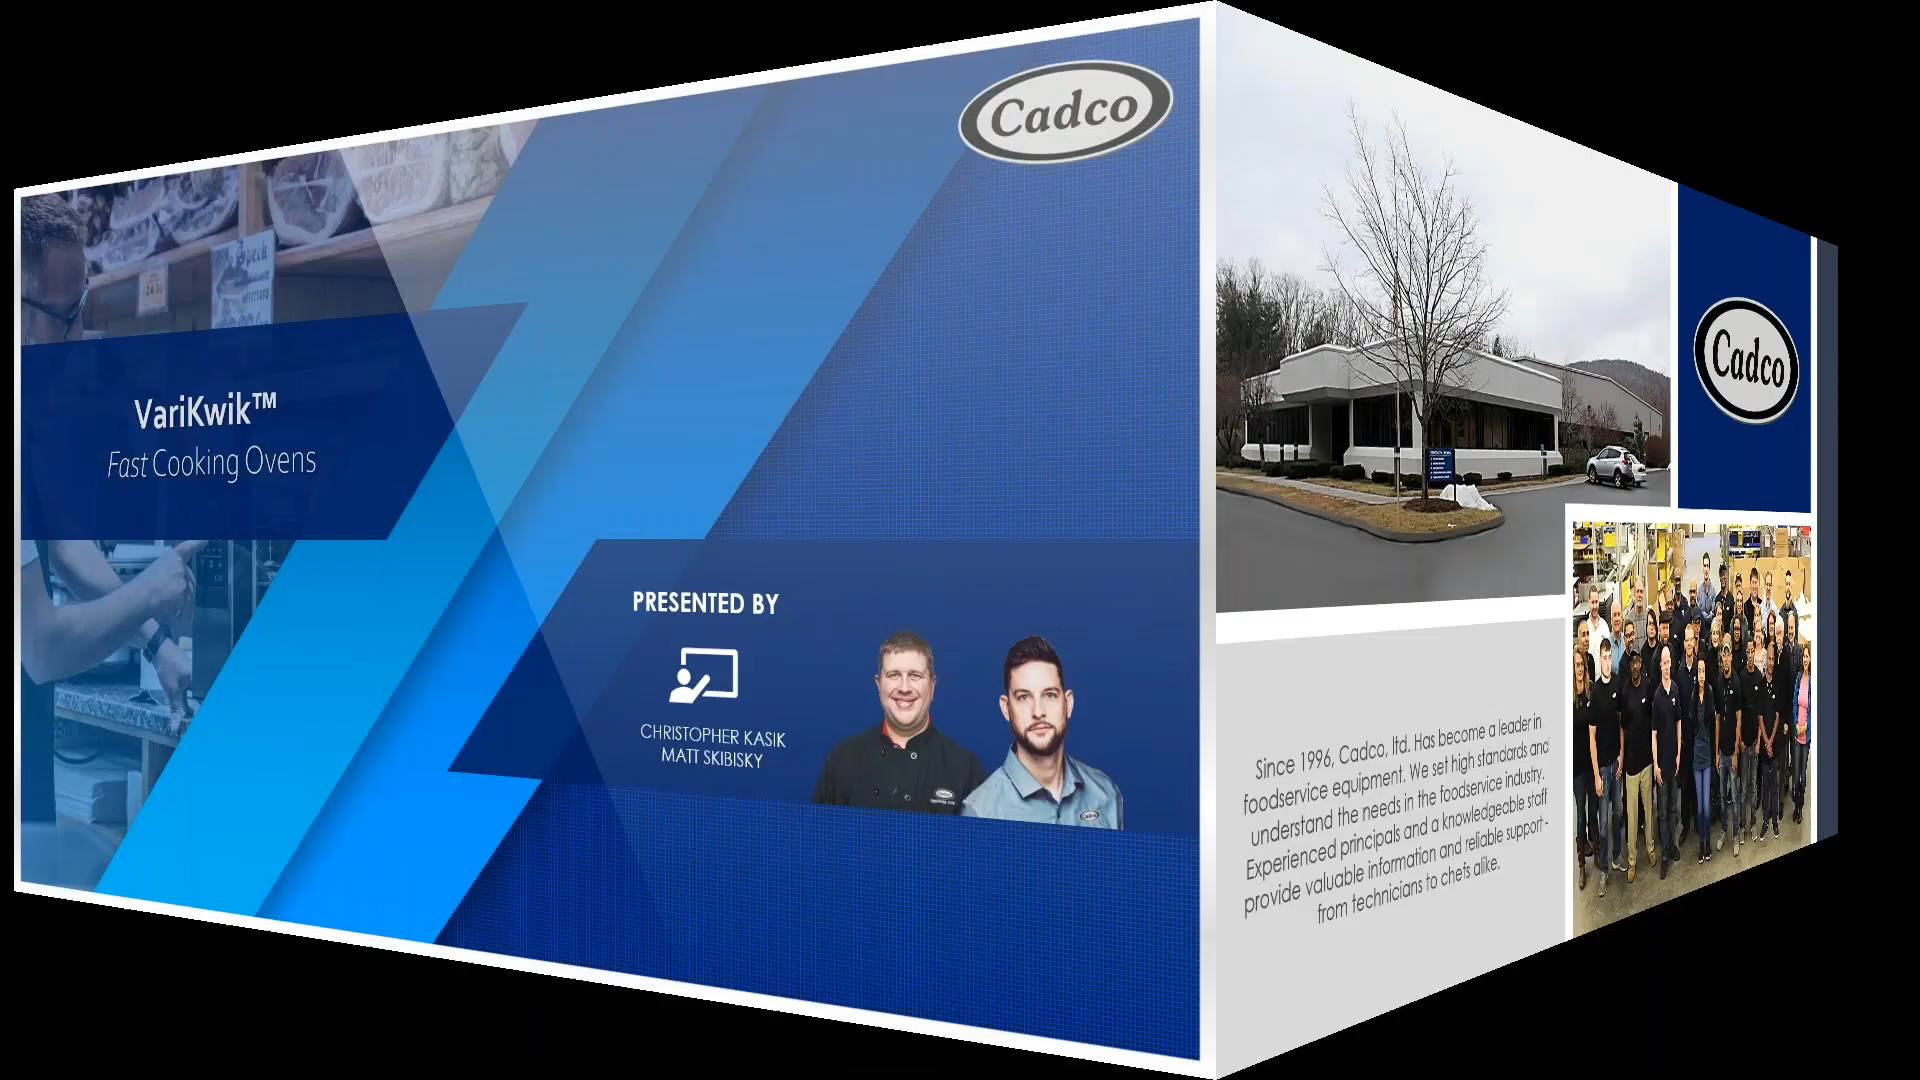 Cadco
Speck
VariKwik™
Fast Cooking Ovens
PRESENTED BY
CHRISTOPHER KASIK
MATT SKIBISKY
Cadco
Since 1996, Cadco, ltd. Has become a leader in
foodservice equipment. We set high standards and
understand the needs in the foodservice industry.
Experienced principals and a knowledgeable staff
provide valuable information and reliable support -
from technicians to chefs alike.